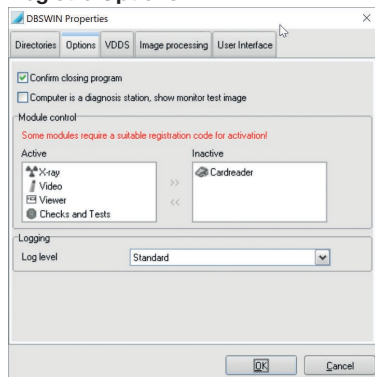 DBSWIN Properties
Directories Options VDDS Image processing User Interface
Confirm closing program
Computer is a diagnosis station, show monitor test image
Module control
Some modules require a suitable registration code for activation!
Active Inactive
X-ray Cardreader
Video >>
Viewer <<
Checks and Tests
Logging
Log level Standard
OK Cancel